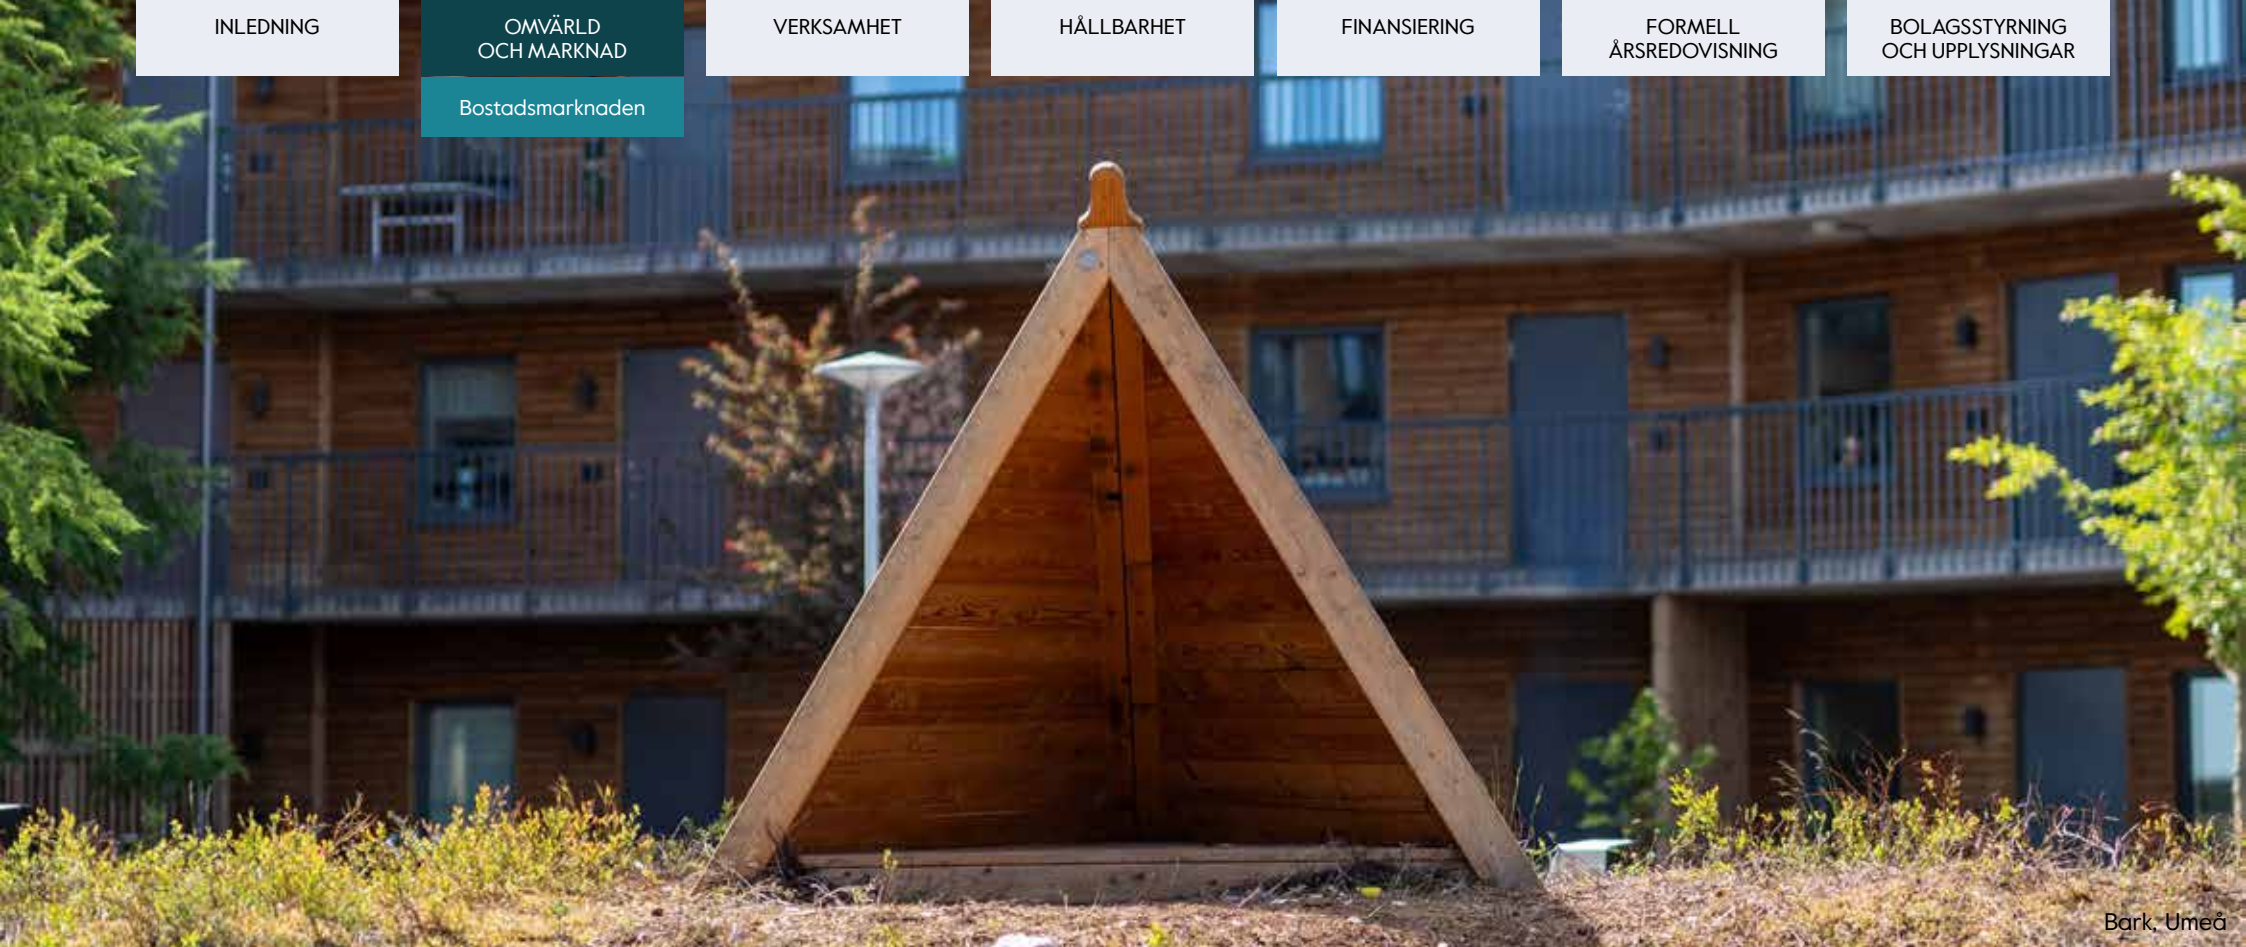 INLEDNING
OMVÄRLD
OCH MARKNAD
VERKSAMHET
HÅLLBARHET
FINANSIERING
FORMELL
ÅRSREDOVISNING
BOLAGSSTYRNING
OCH UPPLYSNINGAR
Bostadsmarknaden
Bark, Umeå